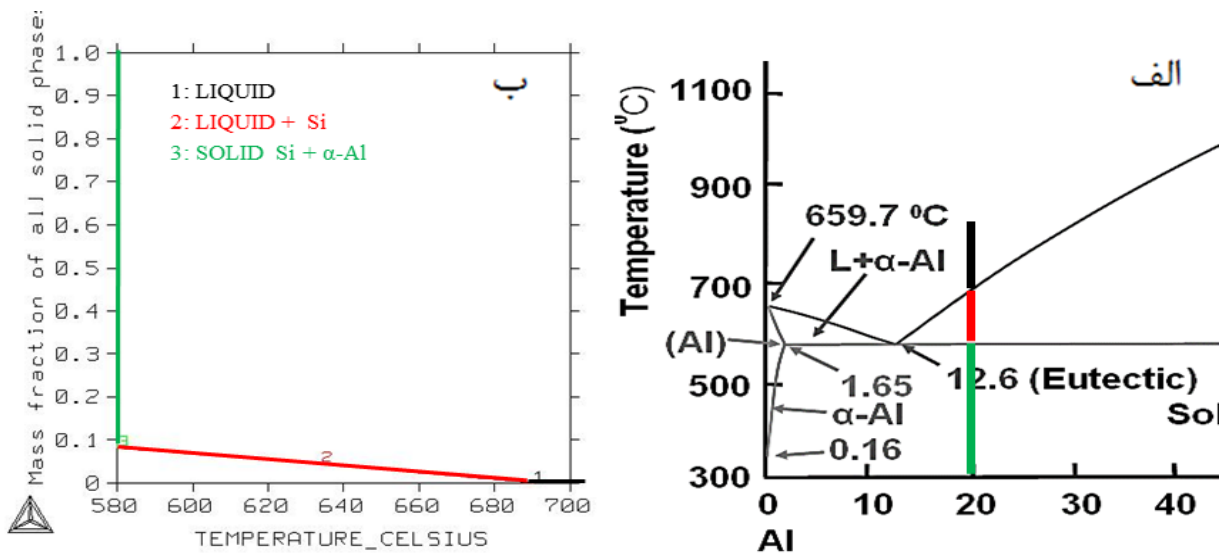 ب
Mass fraction of all solid phases
1.0
0.9
0.8
0.7
0.6
0.5
0.4
0.3
0.2
0.1
0
1: LIQUID
2: LIQUID + Si
3: SOLID Si + α-Al
3
2
1
580 600 620 640 660 680 700
TEMPERATURE_CELSIUS
الف
Temperature (⁰C)
1100
900
700
500
300
659.7 ⁰C
L+α-Al
(Al)
1.65
12.6 (Eutectic)
α-Al
Sol
0.16
0 10 20 30 40
Al